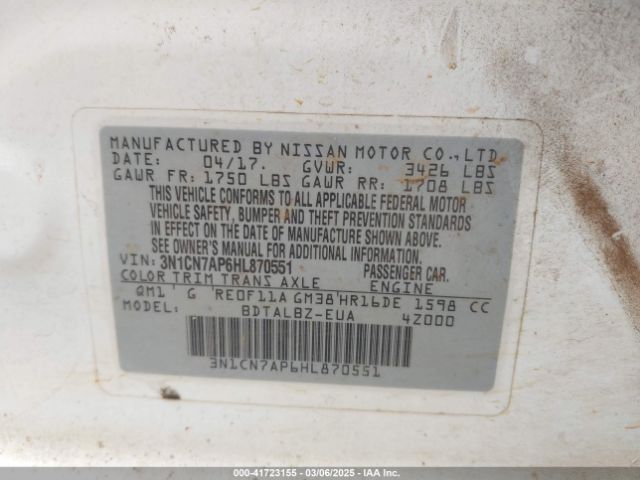 MANUFACTURED BY NISSAN MOTOR CO., LTD.
DATE: 04/17. GVWR: 3426 LBS
GAWR FR: 1750 LBS GAWR RR: 1708 LBS
THIS VEHICLE CONFORMS TO ALL APPLICABLE FEDERAL MOTOR
VEHICLE SAFETY, BUMPER AND THEFT PREVENTION STANDARDS
IN EFFECT ON THE DATE OF MANUFACTURE SHOWN ABOVE.
SEE OWNER'S MANUAL FOR ADDITIONAL INFORMATION
VIN: 3N1CN7AP6HL870551 PASSENGER CAR.
COLOR TRIM TRANS AXLE ENGINE
QM1 G RE0F11A GM38 HR16DE 1598 CC
MODEL: BDTALBZ-EUA 4Z000
3N1CN7AP6HL870551
000-41723155 - 03/06/2025 - IAA Inc.